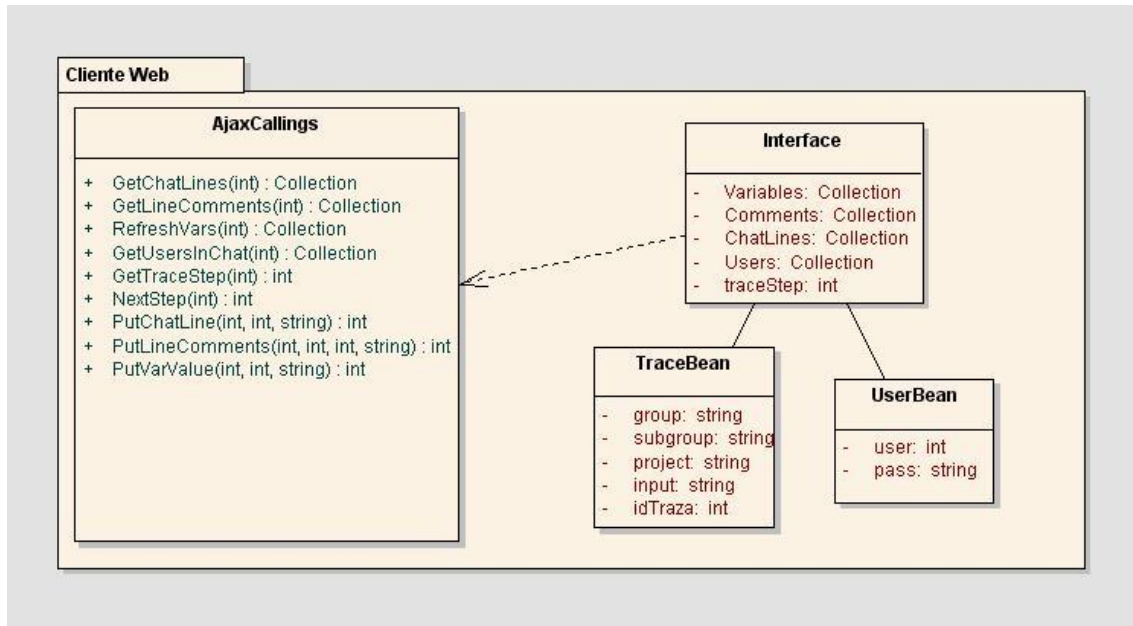 Cliente Web
AjaxCallings
+ GetChatLines(int) : Collection
+ GetLineComments(int) : Collection
+ RefreshVars(int) : Collection
+ GetUsersInChat(int) : Collection
+ GetTraceStep(int) : int
+ NextStep(int) : int
+ PutChatLine(int, int, string) : int
+ PutLineComments(int, int, int, string) : int
+ PutVarValue(int, int, string) : int
Interface
- Variables: Collection
- Comments: Collection
- ChatLines: Collection
- Users: Collection
- traceStep: int
TraceBean
- group: string
- subgroup: string
- project: string
- input: string
- idTraza: int
UserBean
- user: int
- pass: string